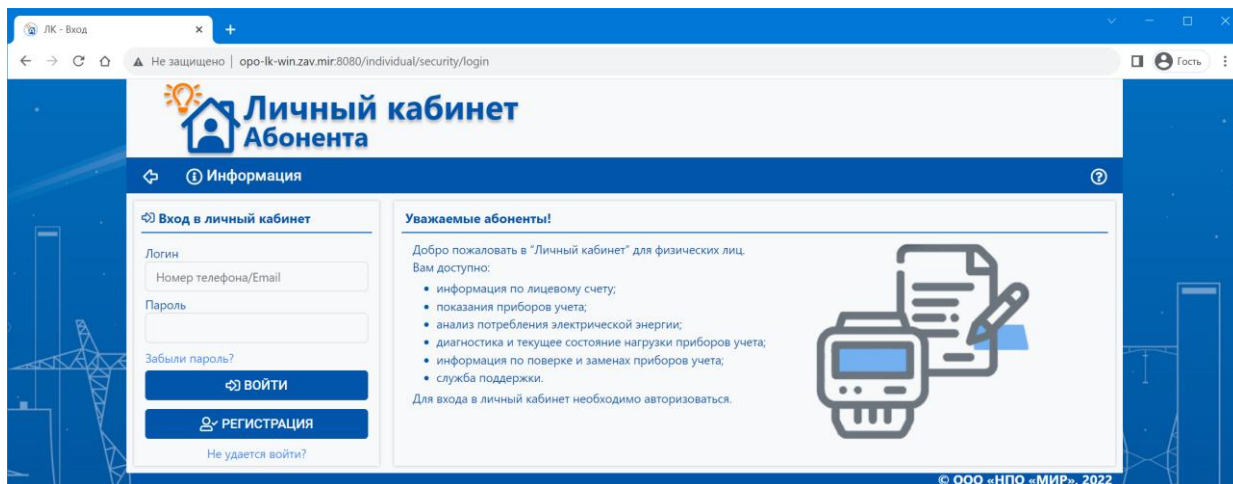 ЛК - Вход
Не защищено | opo-lk-win.zav.mir:8080/individual/security/login
Гость
Личный кабинет
Абонента
Информация
Вход в личный кабинет
Логин
Номер телефона/Email
Пароль
Забыли пароль?
ВОЙТИ
РЕГИСТРАЦИЯ
Не удается войти?
Уважаемые абоненты!
Добро пожаловать в "Личный кабинет" для физических лиц.
Вам доступно:
• информация по лицевому счету;
• показания приборов учета;
• анализ потребления электрической энергии;
• диагностика и текущее состояние нагрузки приборов учета;
• информация по поверке и заменах приборов учета;
• служба поддержки.
Для входа в личный кабинет необходимо авторизоваться.
© ООО «НПО «МИР», 2022